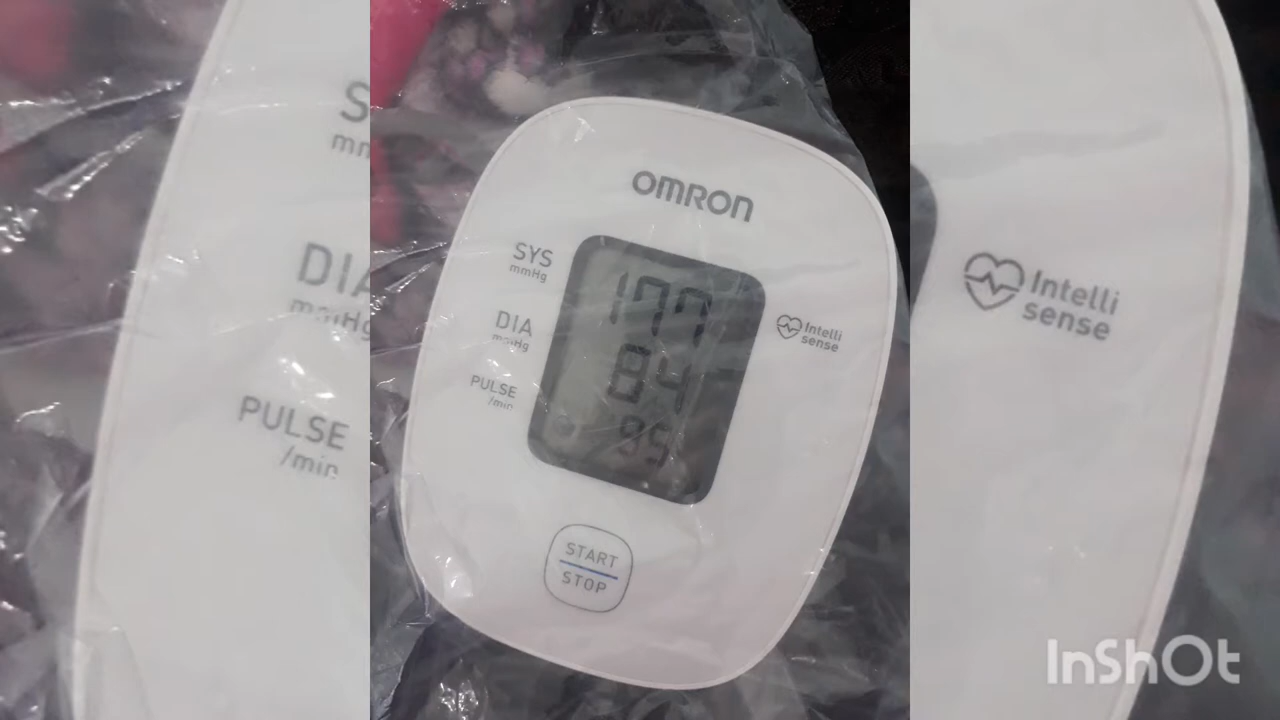 S
mm
DIA
mmHg
PULSE
/min
OMRON
SYS
mmHg
177
DIA
mmHg
84
PULSE
/min
95
Intelli
sense
START
STOP
Intelli
sense
InShOt